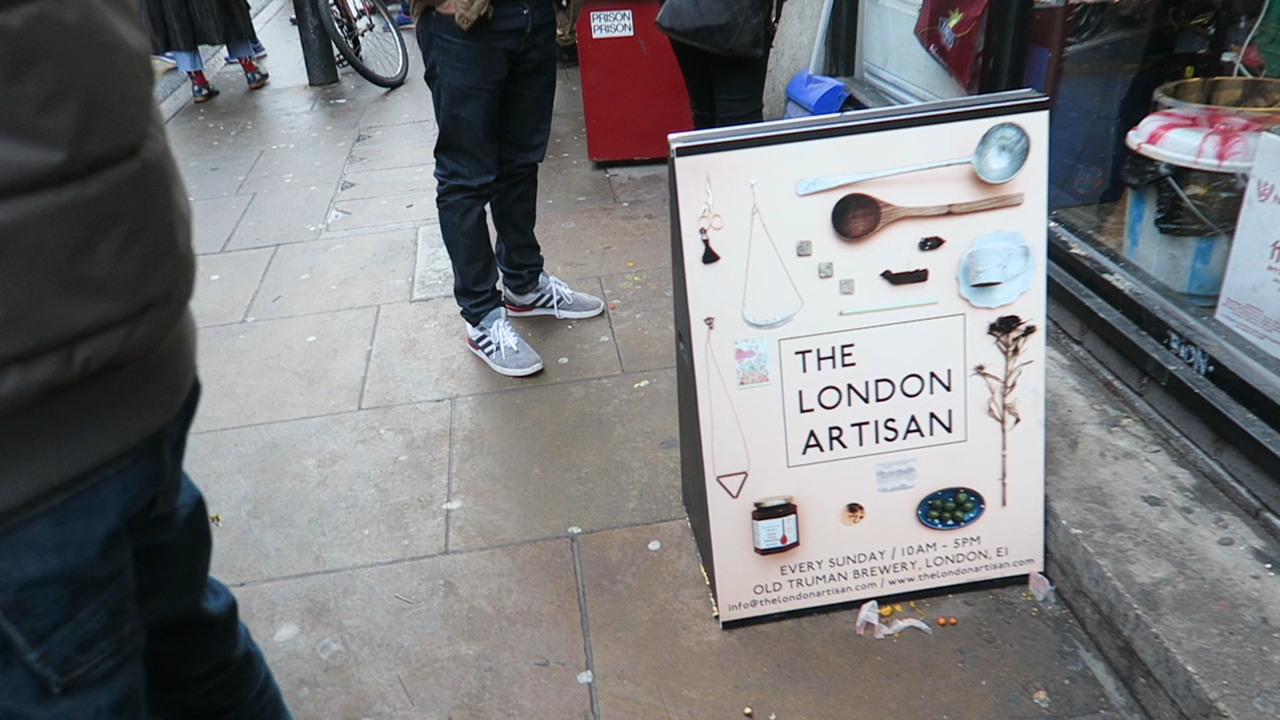 PRISON
PRISON
THE
LONDON
ARTISAN
EVERY SUNDAY / 10AM - 5PM
OLD TRUMAN BREWERY, LONDON, E1
info@thelondonartisan.com / www.thelondonartisan.com